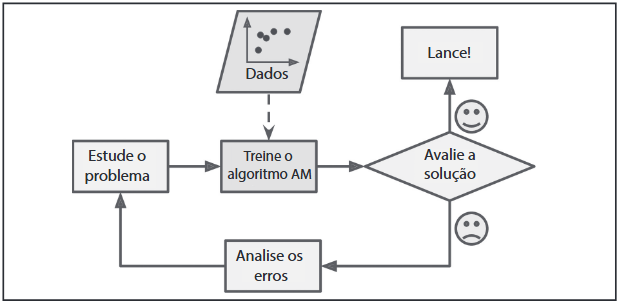 Dados
Lance!
Estude o
problema
Treine o
algoritmo AM
Avalie a
solução
Analise os
erros